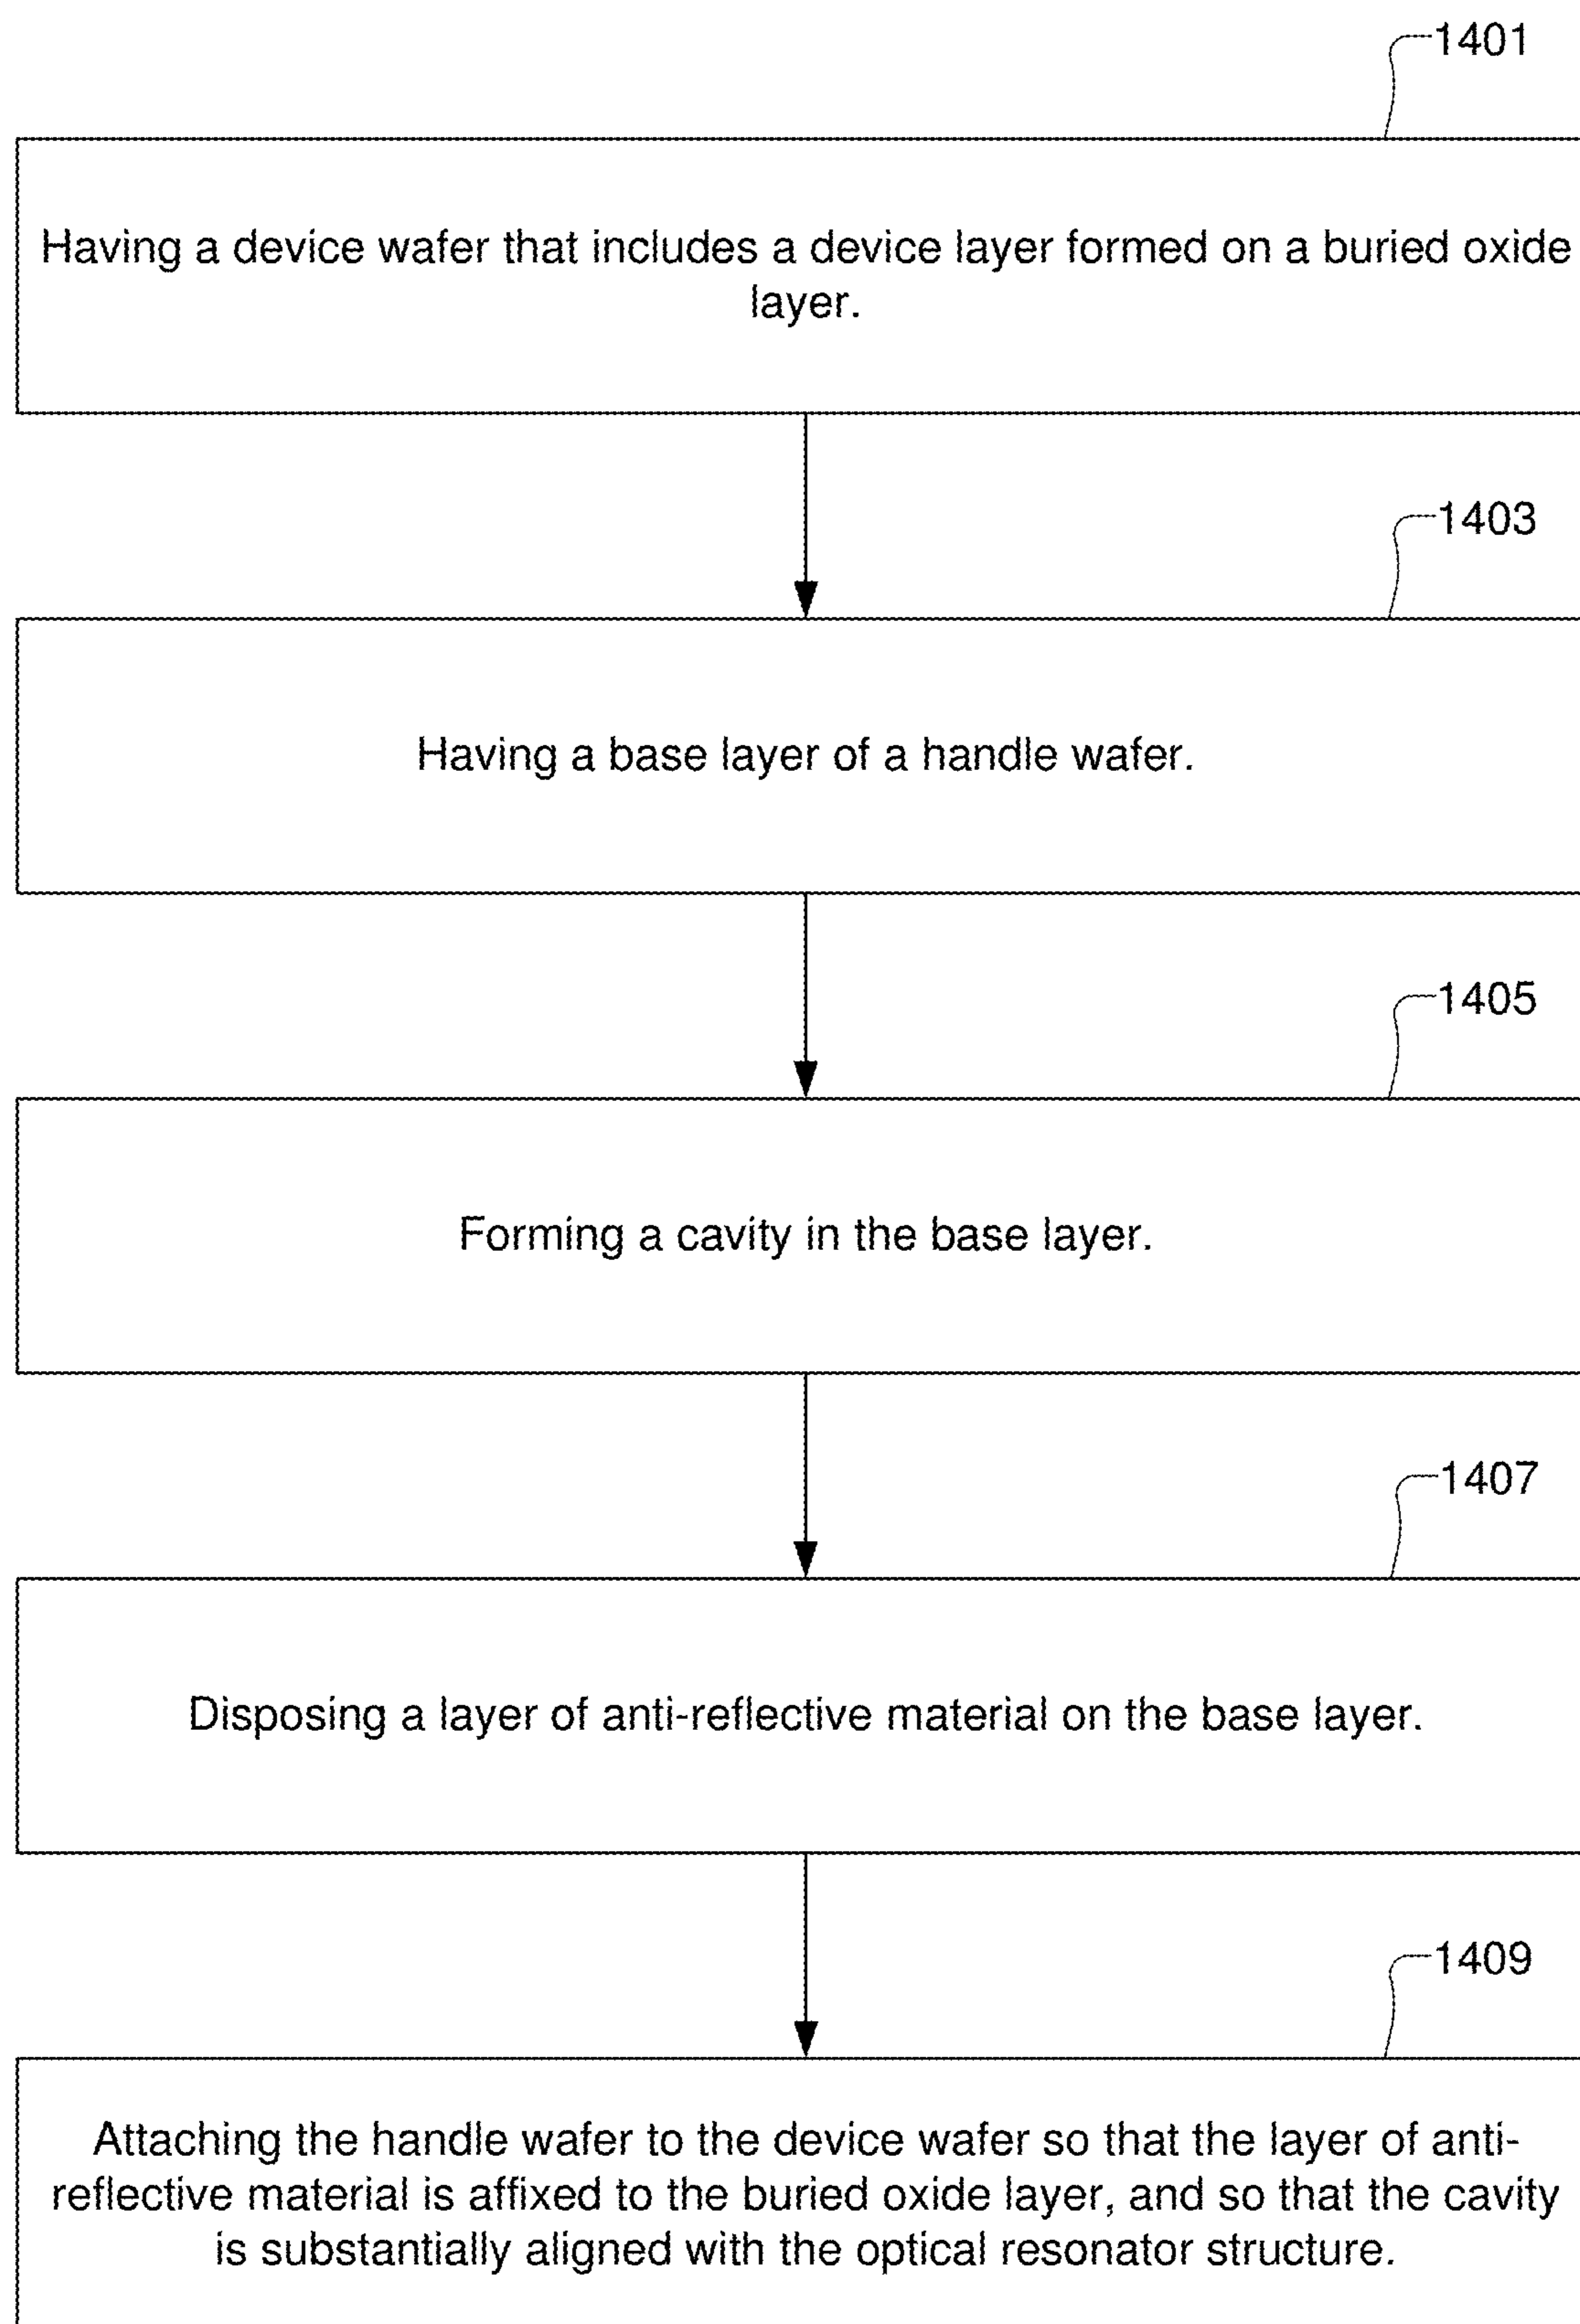 1401
Having a device wafer that includes a device layer formed on a buried oxide
layer.
1403
Having a base layer of a handle wafer.
1405
Forming a cavity in the base layer.
1407
Disposing a layer of anti-reflective material on the base layer.
1409
Attaching the handle wafer to the device wafer so that the layer of anti-
reflective material is affixed to the buried oxide layer, and so that the cavity
is substantially aligned with the optical resonator structure.